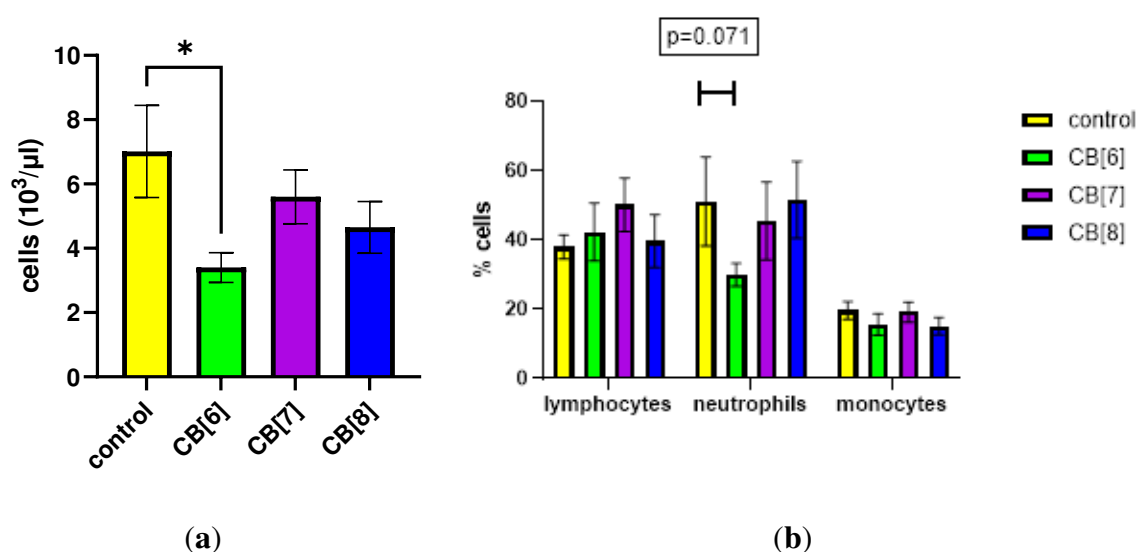 *
10
8
6
4
2
0
cells (10³/µl)
control
CB[6]
CB[7]
CB[8]
(a)
p=0.071
80
60
40
20
0
% cells
lymphocytes neutrophils monocytes
control
CB[6]
CB[7]
CB[8]
(b)